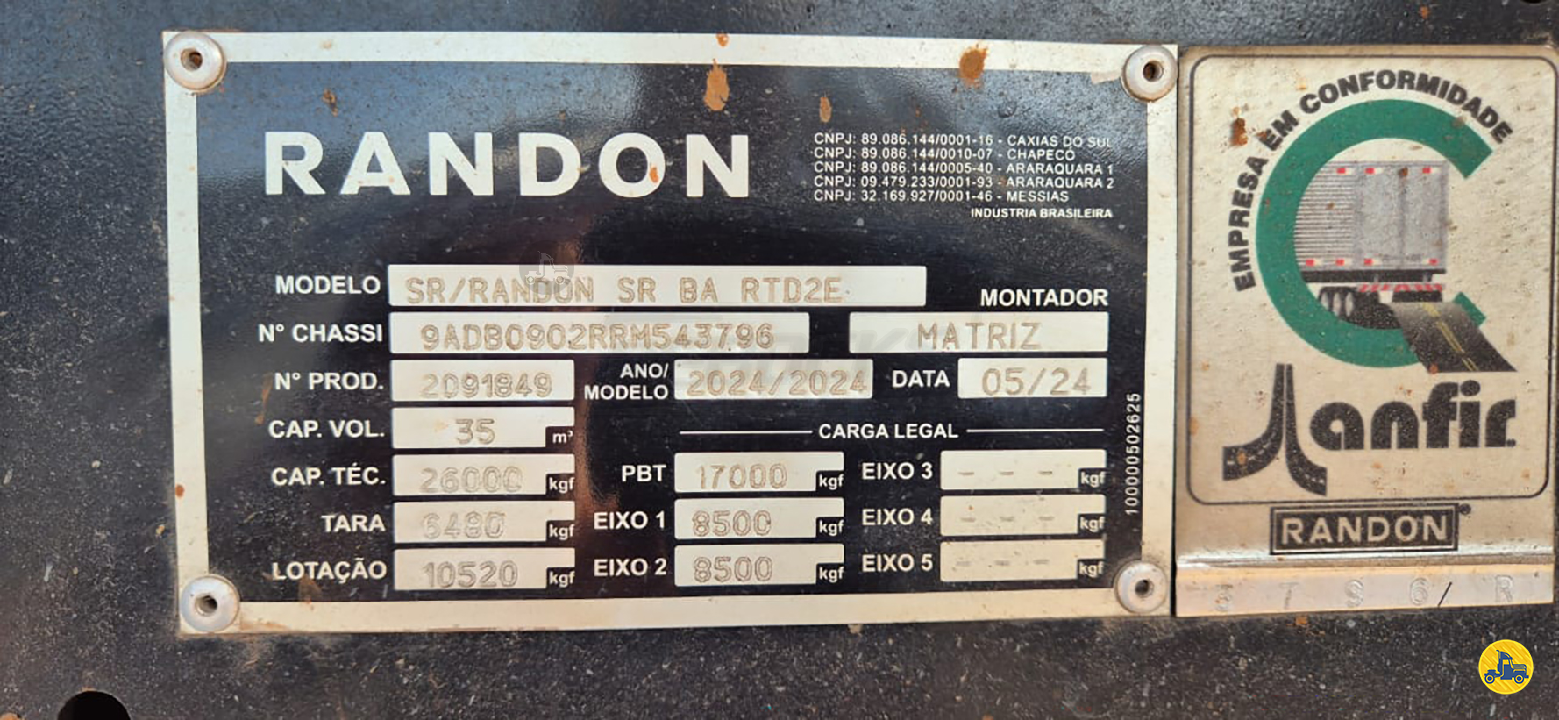 RANDON
CNPJ: 89.086.144/0001-16 - CAXIAS DO SUL
CNPJ: 89.086.144/0010-07 - CHAPECÓ
CNPJ: 89.086.144/0005-40 - ARARAQUARA 1
CNPJ: 09.479.233/0001-93 - ARARAQUARA 2
CNPJ: 32.169.927/0001-46 - MESSIAS
INDÚSTRIA BRASILEIRA
MODELO SR/RANDON SR BA RTD2E MONTADOR
N° CHASSI 9ADB0902RRM543796 MATRIZ
N° PROD. 2091849 ANO/MODELO 2024/2024 DATA 05/24
CAP. VOL. 35 m³ CARGA LEGAL
CAP. TÉC. 26000 kgf PBT 17000 kgf EIXO 3 - - - kgf
TARA 6480 kgf EIXO 1 8500 kgf EIXO 4 - - - kgf
LOTAÇÃO 10520 kgf EIXO 2 8500 kgf EIXO 5 - - - kgf
100000502625
EMPRESA EM CONFORMIDADE
anfir
RANDON®